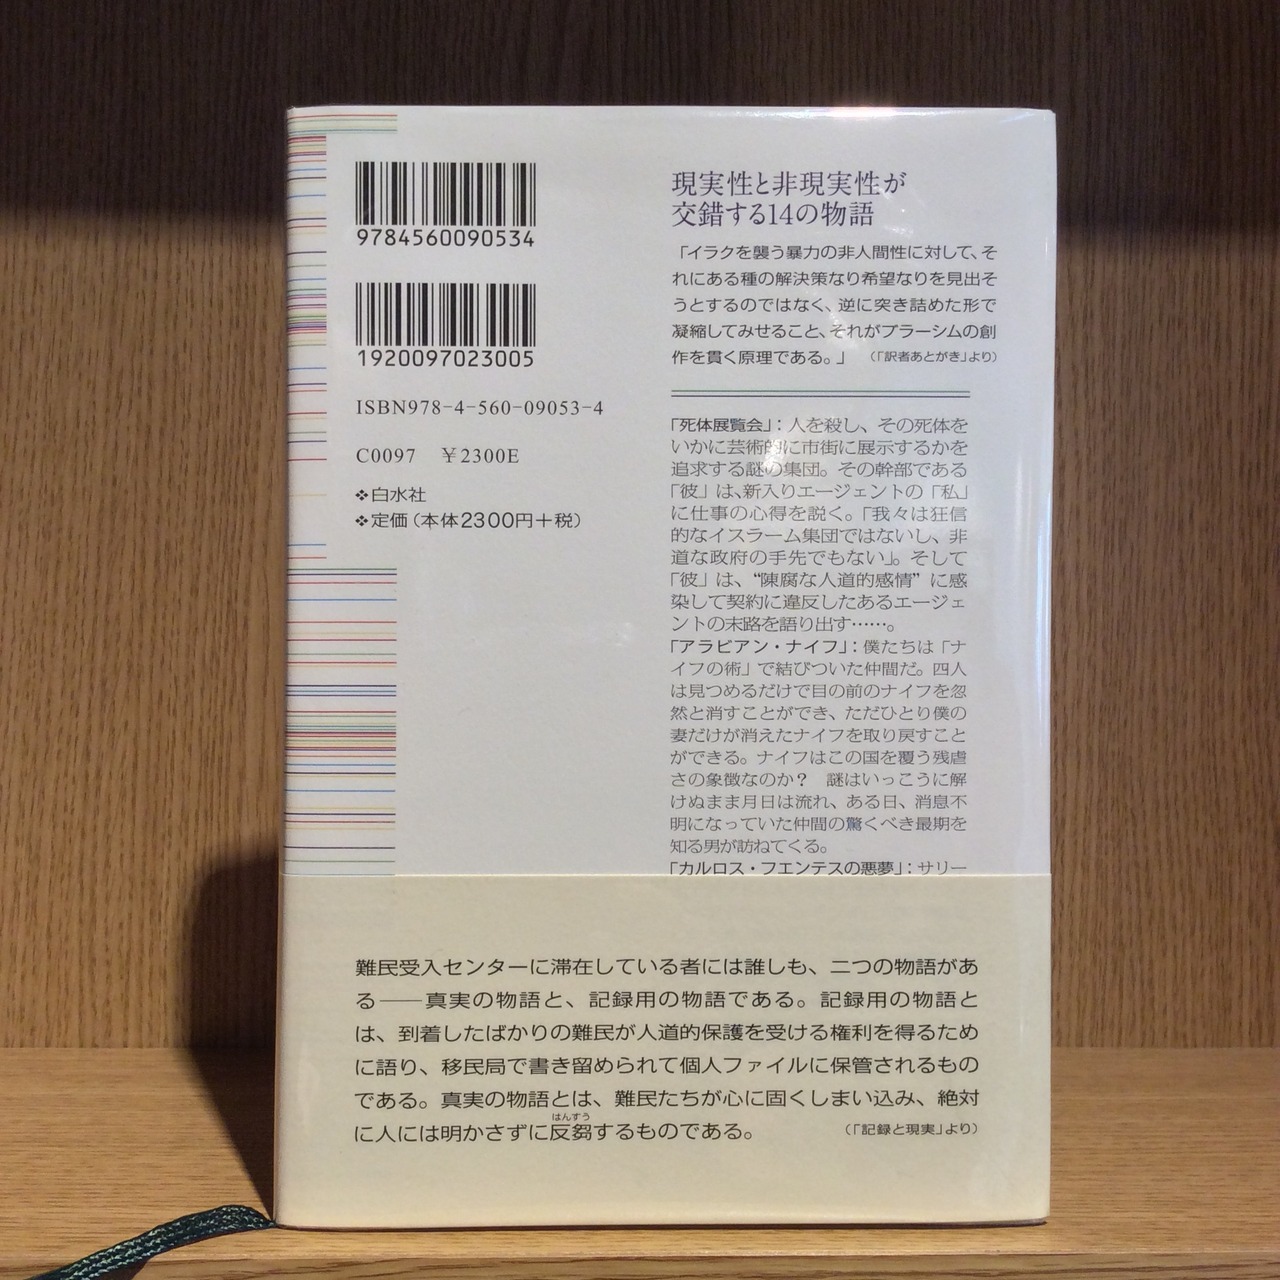 9784560090534
1920097023005
ISBN978-4-560-09053-4
C0097 ¥2300E
❖白水社
❖定価（本体2300円＋税）
現実性と非現実性が
交錯する14の物語
「イラクを襲う暴力の非人間性に対して、そ
れにある種の解決策なり希望なりを見出そ
うとするのではなく、逆に突き詰めた形で
凝縮してみせること、それがブラーシムの創
作を貫く原理である。」（「訳者あとがき」より）
「死体展覧会」：人を殺し、その死体を
いかに芸術的に市街に展示するかを
追求する謎の集団。その幹部である
「彼」は、新入りエージェントの「私」
に仕事の心得を説く。「我々は狂信
的なイスラーム集団ではないし、非
道な政府の手先でもない」。そして
「彼」は、“陳腐な人道的感情”に感
染して契約に違反したあるエージェ
ントの末路を語り出す……。
「アラビアン・ナイフ」：僕たちは「ナ
イフの術」で結びついた仲間だ。四人
は見つめるだけで目の前のナイフを忽
然と消すことができ、ただひとり僕の
妻だけが消えたナイフを取り戻すこと
ができる。ナイフはこの国を覆う残虐
さの象徴なのか？　謎はいっこうに解
けぬまま月日は流れ、ある日、消息不
明になっていた仲間の驚くべき最期を
知る男が訪ねてくる。
「カルロス・フエンテスの悪夢」：サリー
難民受入センターに滞在している者には誰しも、二つの物語があ
る――真実の物語と、記録用の物語である。記録用の物語と
は、到着したばかりの難民が人道的保護を受ける権利を得るため
に語り、移民局で書き留められて個人ファイルに保管されるもの
である。真実の物語とは、難民たちが心に固くしまい込み、絶対
はんすう
に人には明かさずに反芻するものである。（「記録と現実」より）